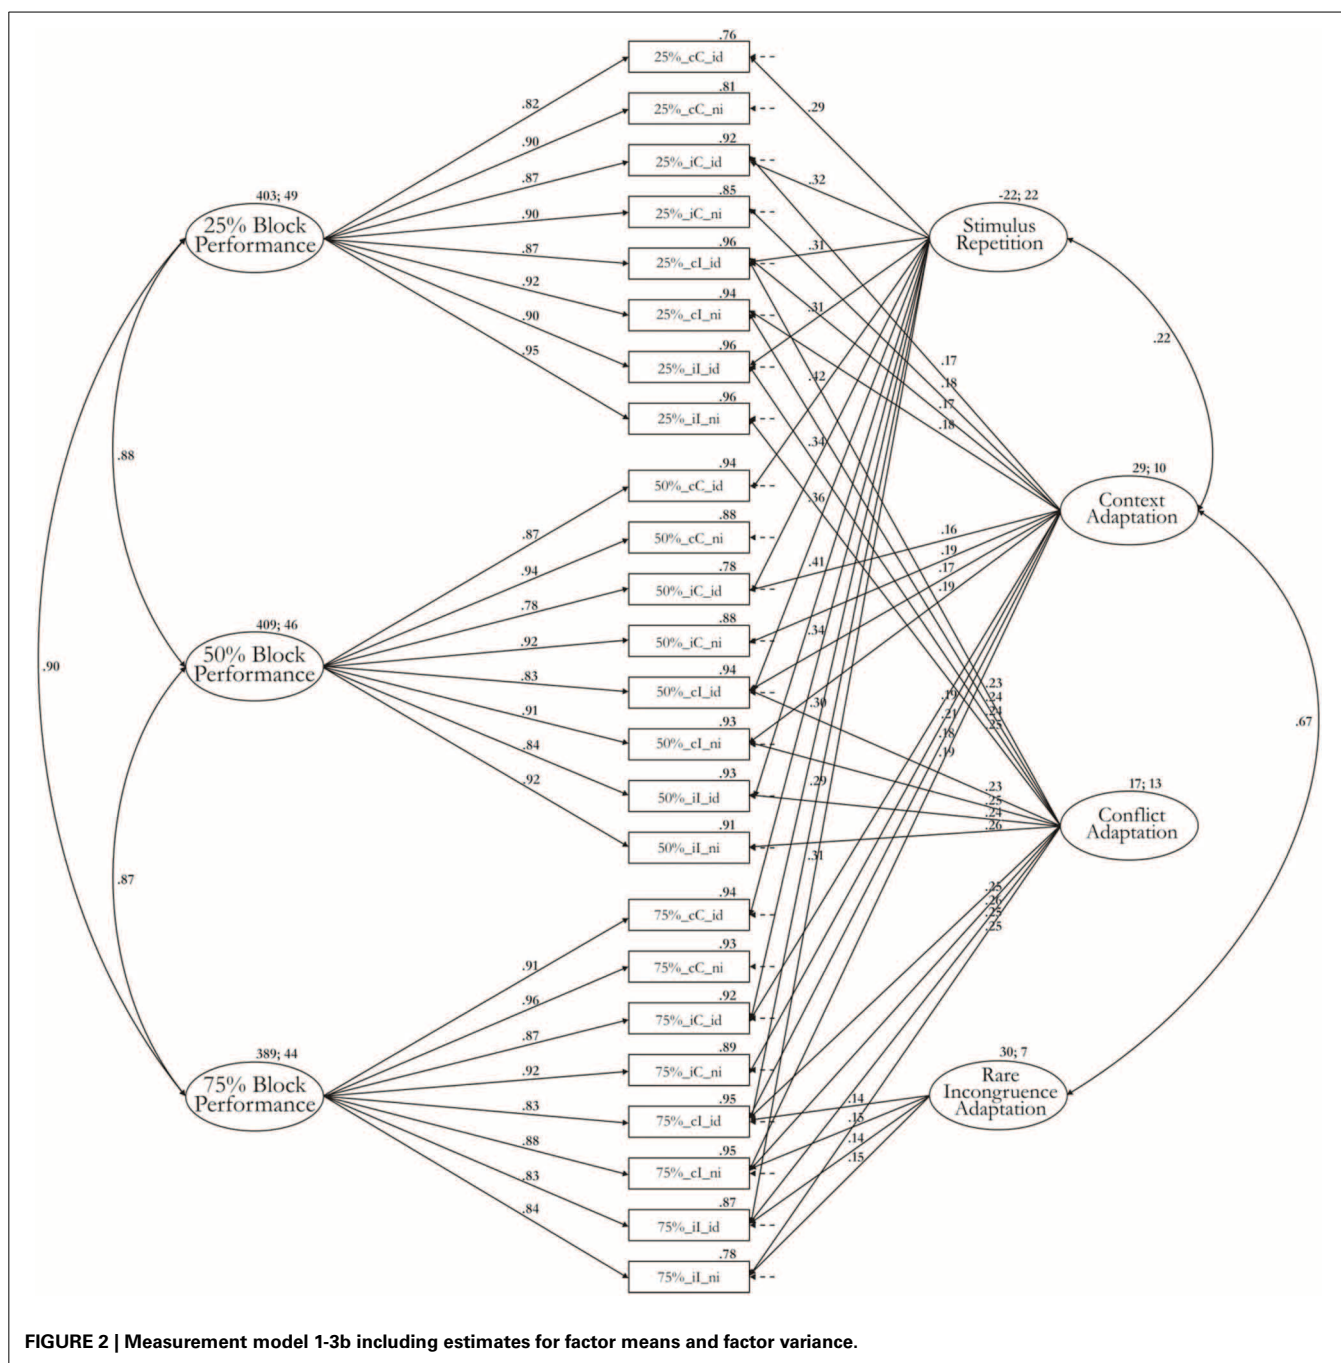 .76
25%_cC_id
.81
25%_cC_ni
.92
25%_iC_id
.85
25%_iC_ni
.96
25%_cI_id
.94
25%_cI_ni
.96
25%_iI_id
.96
25%_iI_ni
.94
50%_cC_id
.88
50%_cC_ni
.78
50%_iC_id
.88
50%_iC_ni
.94
50%_cI_id
.93
50%_cI_ni
.93
50%_iI_id
.91
50%_iI_ni
.94
75%_cC_id
.93
75%_cC_ni
.92
75%_iC_id
.89
75%_iC_ni
.95
75%_cI_id
.95
75%_cI_ni
.87
75%_iI_id
.78
75%_iI_ni
403; 49
25% Block
Performance
.82
.90
.87
.90
.87
.92
.90
.95
.88
.90
409; 46
50% Block
Performance
.87
.94
.78
.92
.83
.91
.84
.92
.87
389; 44
75% Block
Performance
.91
.96
.87
.92
.83
.88
.83
.84
-22; 22
Stimulus
Repetition
.29
.32
.31
.31
.42
.34
.36
.41
.34
.30
.29
.31
.22
29; 10
Context
Adaptation
.17
.18
.17
.18
.16
.19
.17
.19
.19
.21
.18
.19
.67
17; 13
Conflict
Adaptation
.23
.24
.24
.25
.23
.25
.24
.26
.25
.26
.25
.25
30; 7
Rare
Incongruence
Adaptation
.14
.15
.14
.15
FIGURE 2 | Measurement model 1-3b including estimates for factor means and factor variance.